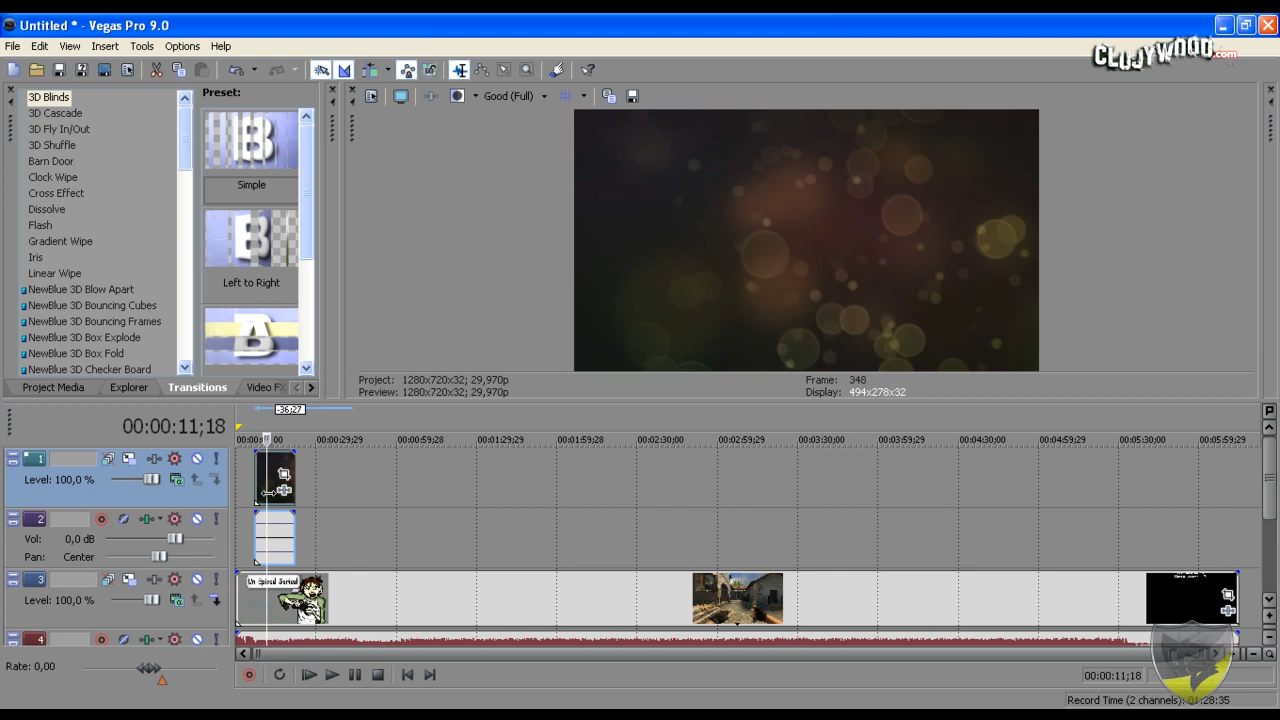 Untitled * - Vegas Pro 9.0
File Edit View Insert Tools Options Help
CLUJYWOOD.com
3D Blinds
3D Cascade
3D Fly In/Out
3D Shuffle
Barn Door
Clock Wipe
Cross Effect
Dissolve
Flash
Gradient Wipe
Iris
Linear Wipe
NewBlue 3D Blow Apart
NewBlue 3D Bouncing Cubes
NewBlue 3D Bouncing Frames
NewBlue 3D Box Explode
NewBlue 3D Box Fold
NewBlue 3D Checker Board
Preset:
Simple
Left to Right
Project Media Explorer Transitions Video FX
Good (Full)
Project: 1280x720x32; 29,970p
Preview: 1280x720x32; 29,970p
Frame: 348
Display: 494x278x32
-36;27
00:00:11;18
00:00:29;29 00:00:59;28 00:01:29;29 00:01:59;28 00:02:30;00 00:02:59;29 00:03:30;00 00:03:59;29 00:04:30;00 00:04:59;29 00:05:30;00 00:05:59;29
1
Level: 100,0 %
2
Vol: 0,0 dB
Pan: Center
3
Level: 100,0 %
4
Rate: 0,00
00:00:11;18
Record Time (2 channels): 01:28:35